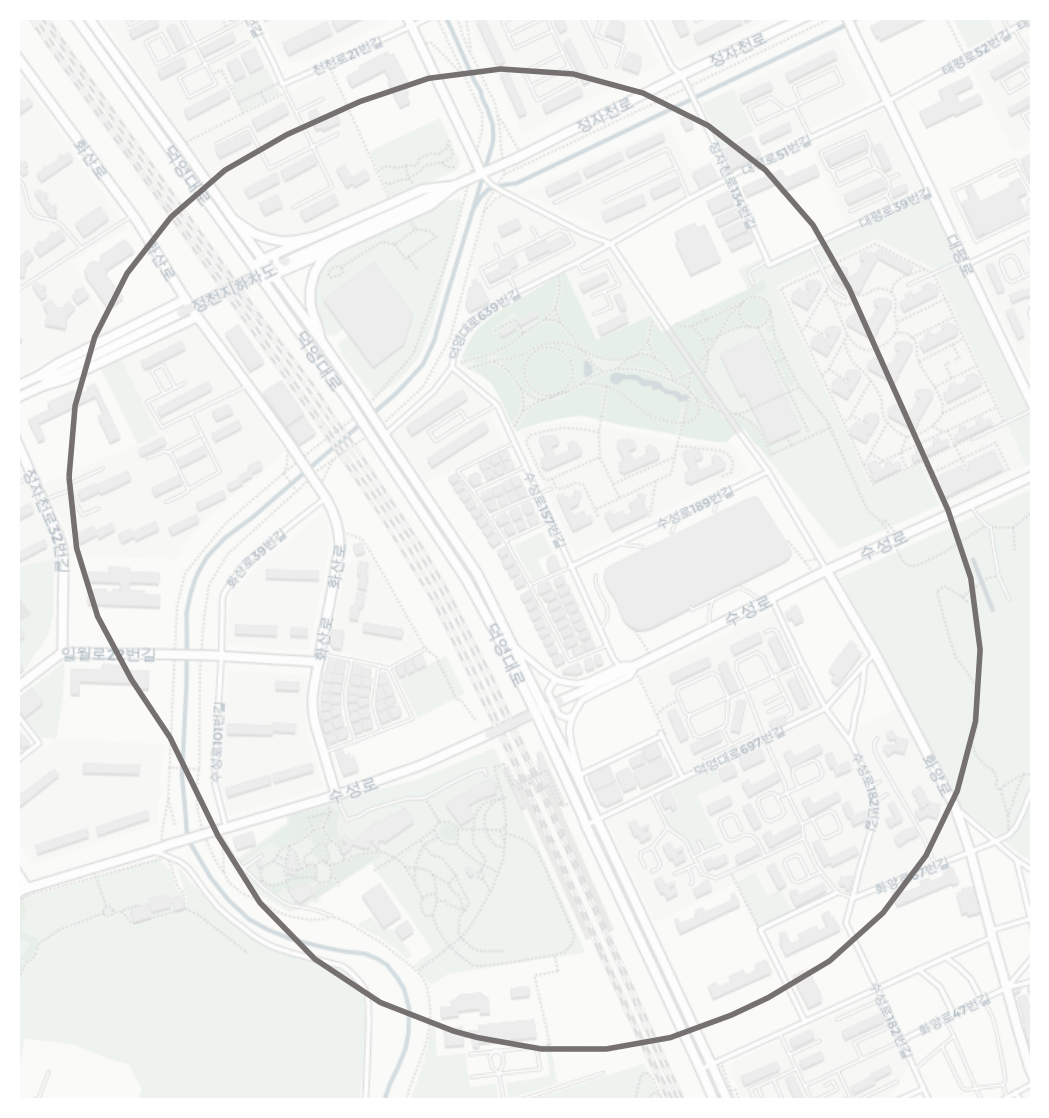 정자천로
천천로21번길
태평로52번길
정자천로
화산로
덕영대로
대평로51번길
정자천로134번길
대평로39번길
화산로
대평로
정천지하차도
덕영대로639번길
덕영대로
정자천로32번길
수성로157번길
수성로189번길
화산로39번길
수성로
화산로
수성로
화산로
덕영대로
일월로22번길
수성로101번길
덕영대로697번길
수성로182번길
화양로
수성로
화양로37번길
수성로182번길
화양로47번길